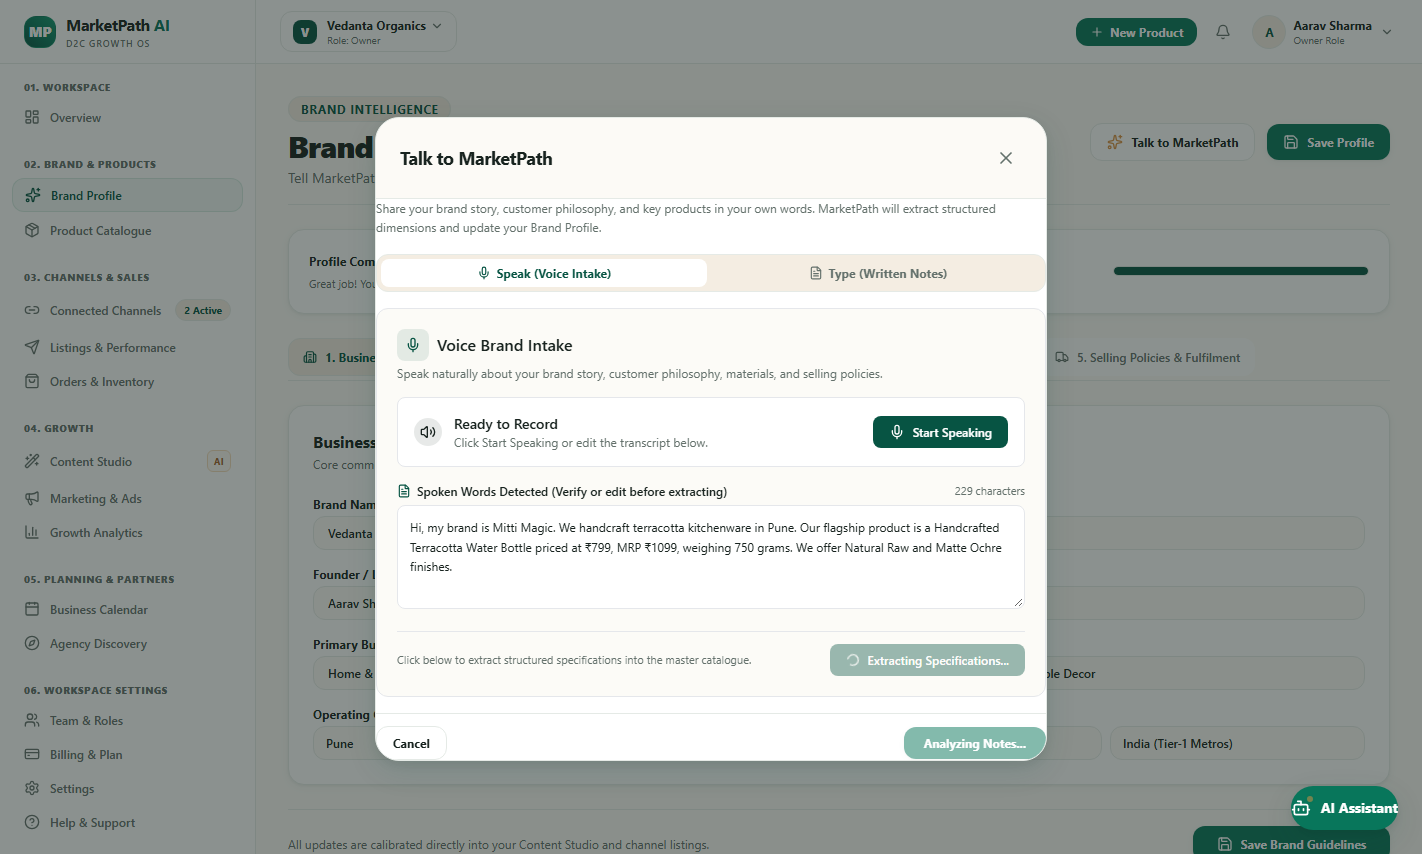 MP
MarketPath AI
D2C GROWTH OS
V
Vedanta Organics
Role: Owner
New Product
A
Aarav Sharma
Owner Role
01. WORKSPACE
Overview
02. BRAND & PRODUCTS
Brand Profile
Product Catalogue
03. CHANNELS & SALES
Connected Channels
2 Active
Listings & Performance
Orders & Inventory
04. GROWTH
Content Studio
AI
Marketing & Ads
Growth Analytics
05. PLANNING & PARTNERS
Business Calendar
Agency Discovery
06. WORKSPACE SETTINGS
Team & Roles
Billing & Plan
Settings
Help & Support
BRAND INTELLIGENCE
Brand
Tell MarketPat
Talk to MarketPath
Save Profile
Profile Com
Great job! You
1. Busine
5. Selling Policies & Fulfilment
Business
Core comm
Brand Nam
Vedanta
Founder /
Aarav Sh
Primary Bu
Home &
ble Decor
Operating
Pune
India (Tier-1 Metros)
All updates are calibrated directly into your Content Studio and channel listings.
Save Brand Guidelines
AI Assistant
Talk to MarketPath
Share your brand story, customer philosophy, and key products in your own words. MarketPath will extract structured
dimensions and update your Brand Profile.
Speak (Voice Intake)
Type (Written Notes)
Voice Brand Intake
Speak naturally about your brand story, customer philosophy, materials, and selling policies.
Ready to Record
Click Start Speaking or edit the transcript below.
Start Speaking
Spoken Words Detected (Verify or edit before extracting)
229 characters
Hi, my brand is Mitti Magic. We handcraft terracotta kitchenware in Pune. Our flagship product is a Handcrafted
Terracotta Water Bottle priced at ₹799, MRP ₹1099, weighing 750 grams. We offer Natural Raw and Matte Ochre
finishes.
Click below to extract structured specifications into the master catalogue.
Extracting Specifications...
Cancel
Analyzing Notes...